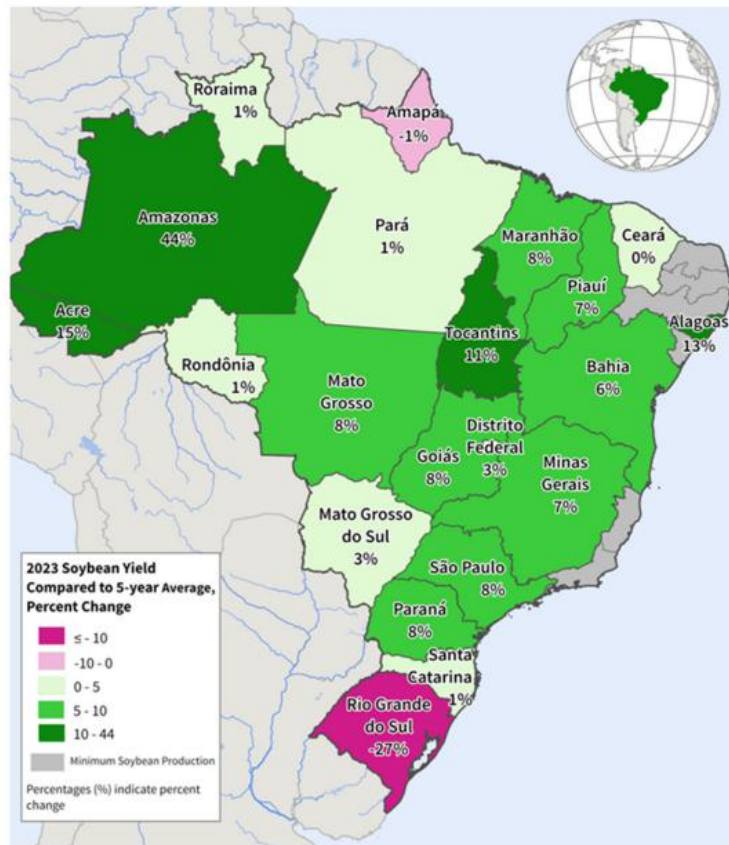 Roraima
1%
Amapá
-1%
Amazonas
44%
Pará
1%
Maranhão
8%
Ceará
0%
Piauí
7%
Acre
15%
Tocantins
11%
Alagoas
13%
Rondônia
1%
Mato
Grosso
8%
Bahia
6%
Distrito
Federal
3%
Goiás
8%
Minas
Gerais
7%
Mato Grosso
do Sul
3%
São Paulo
8%
Paraná
8%
Santa
Catarina
1%
Rio Grande
do Sul
-27%
2023 Soybean Yield
Compared to 5-year Average,
Percent Change
≤ - 10
-10 - 0
0 - 5
5 - 10
10 - 44
Minimum Soybean Production
Percentages (%) indicate percent
change